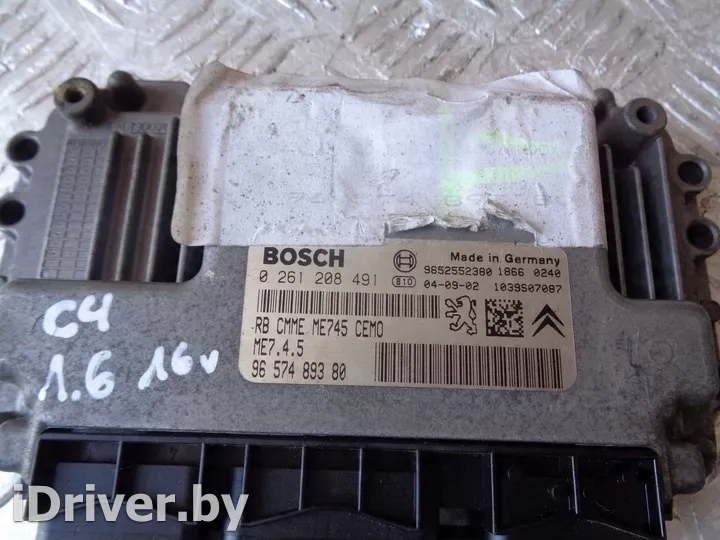 BOSCH
Made in Germany
0 261 208 491
9652552380 1866 0240
810 04-09-02 1039S07087
RB CMME ME745 CEMO
ME7.4.5
96 574 893 80
C4
1.6 16v
iDriver.by